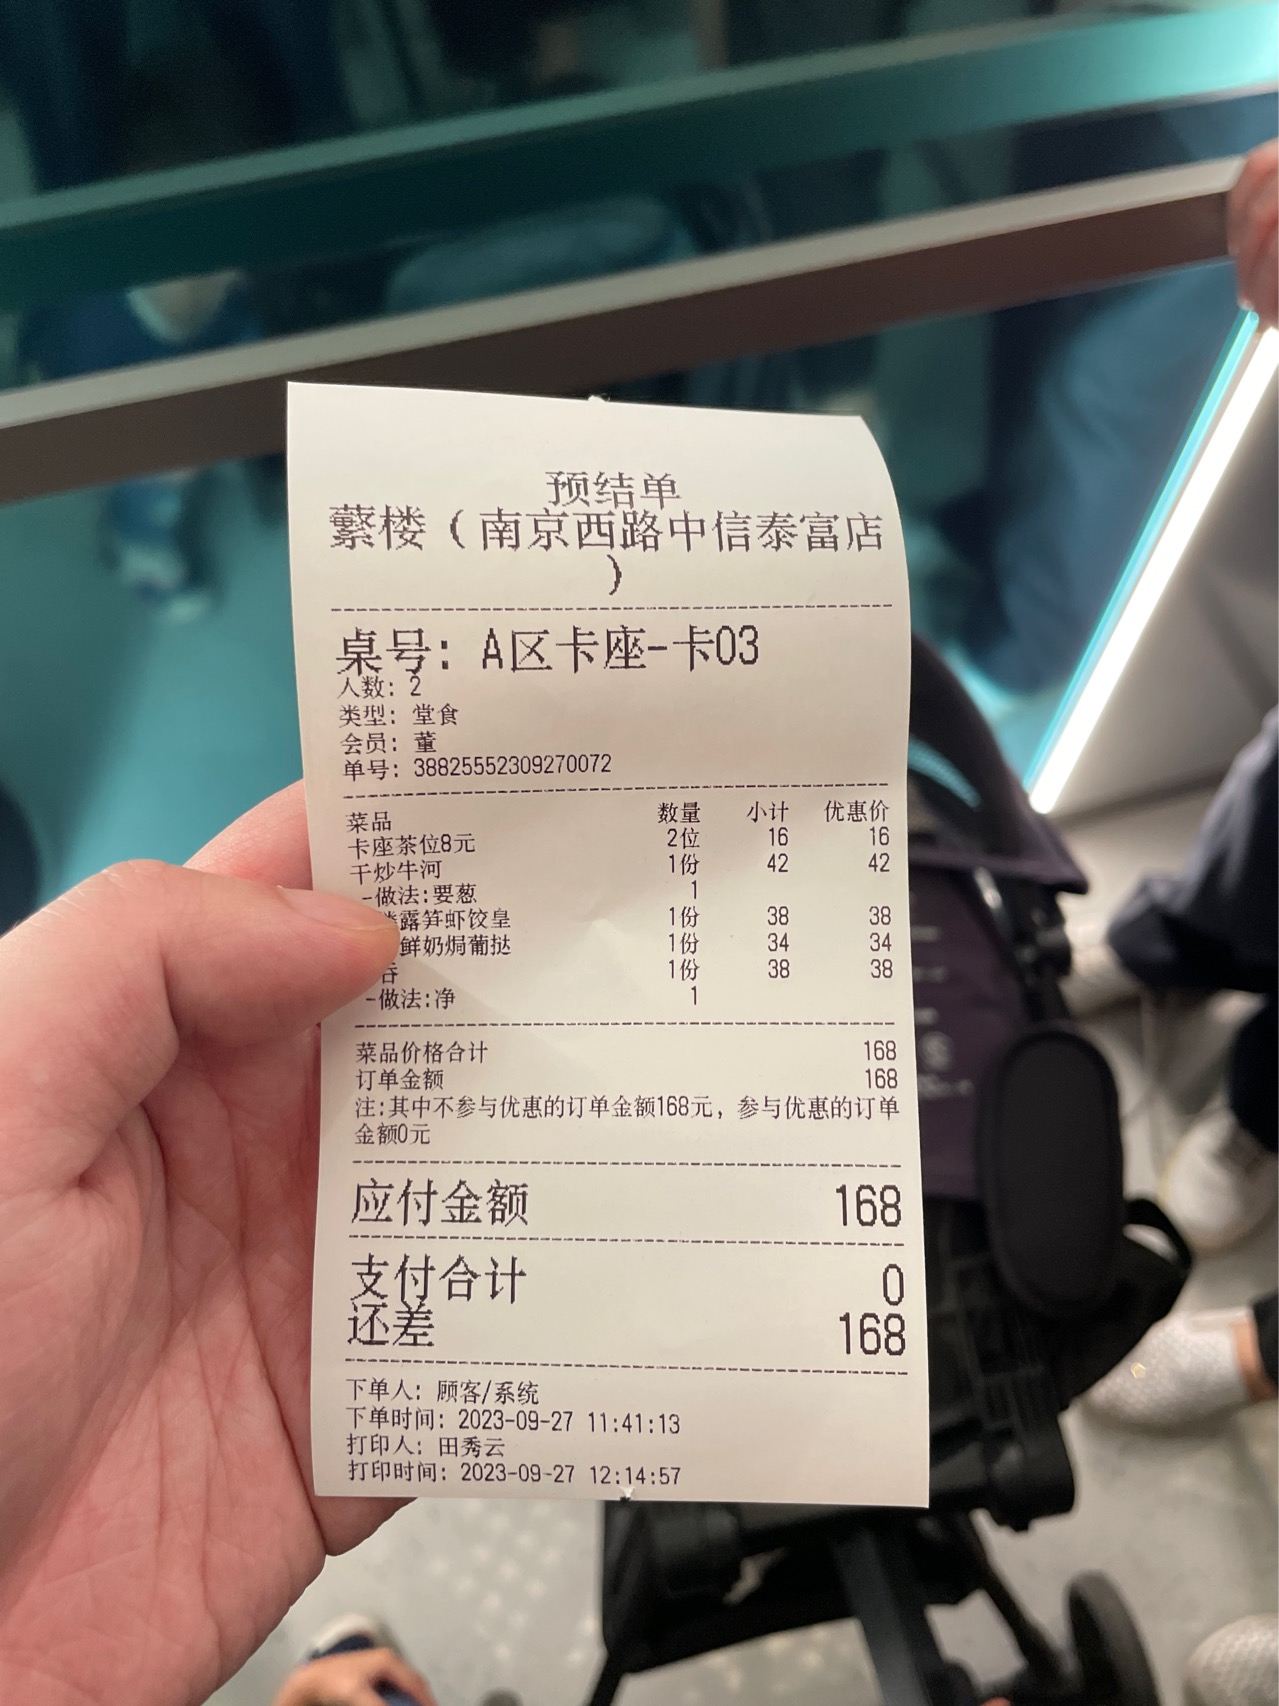 预结单
蘩楼（南京西路中信泰富店
）
桌号: A区卡座-卡03
人数: 2
类型: 堂食
会员: 董
单号: 38825552309270072
菜品 数量 小计 优惠价
卡座茶位8元 2位 16 16
干炒牛河 1份 42 42
-做法:要葱 1
露笋虾饺皇 1份 38 38
鲜奶焗葡挞 1份 34 34
吞 1份 38 38
-做法:净 1
菜品价格合计 168
订单金额 168
注:其中不参与优惠的订单金额168元，参与优惠的订单
金额0元
应付金额 168
支付合计 0
还差 168
下单人: 顾客/系统
下单时间: 2023-09-27 11:41:13
打印人: 田秀云
打印时间: 2023-09-27 12:14:57